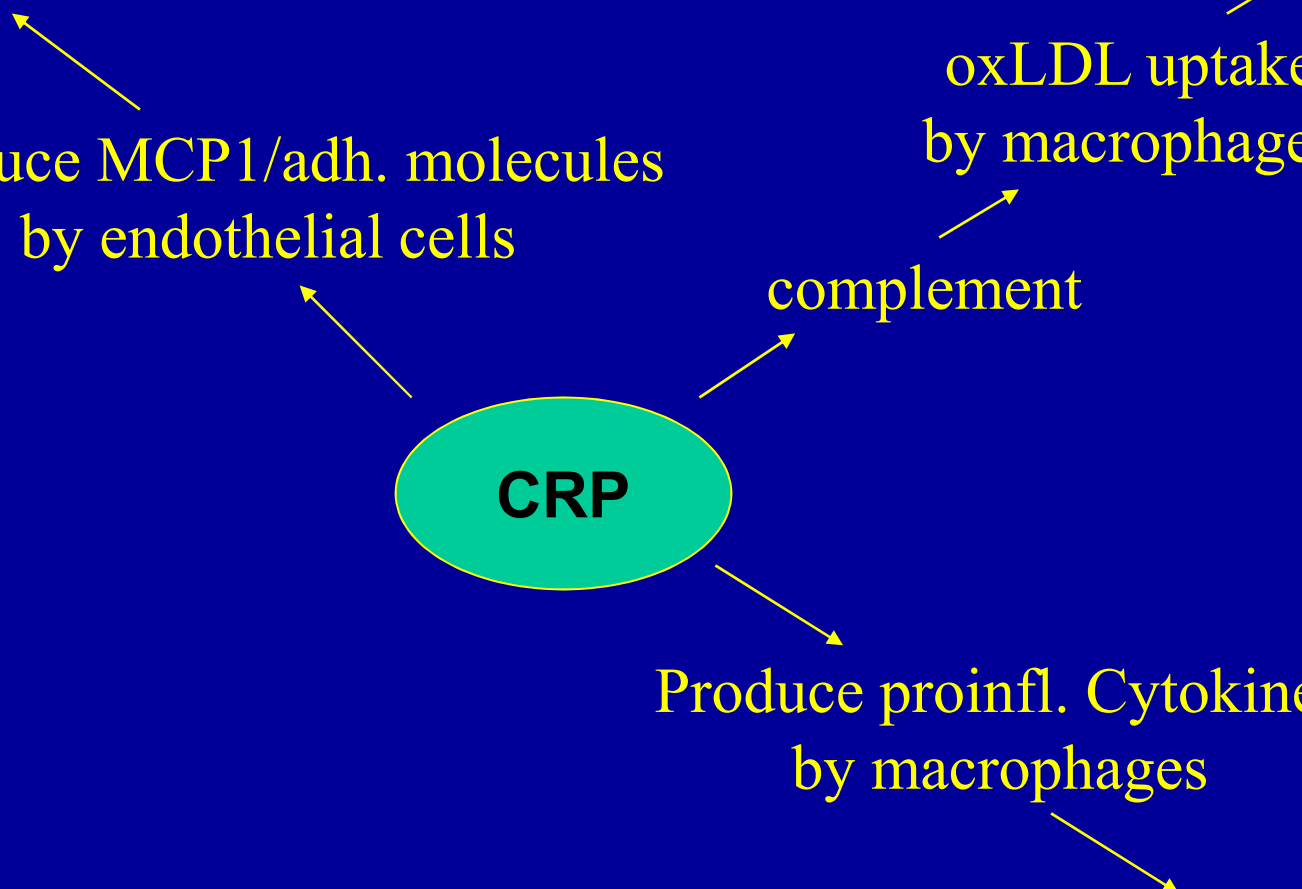 uce MCP1/adh. molecules
by endothelial cells
oxLDL uptake
by macrophage
complement
CRP
Produce proinfl. Cytokine
by macrophages